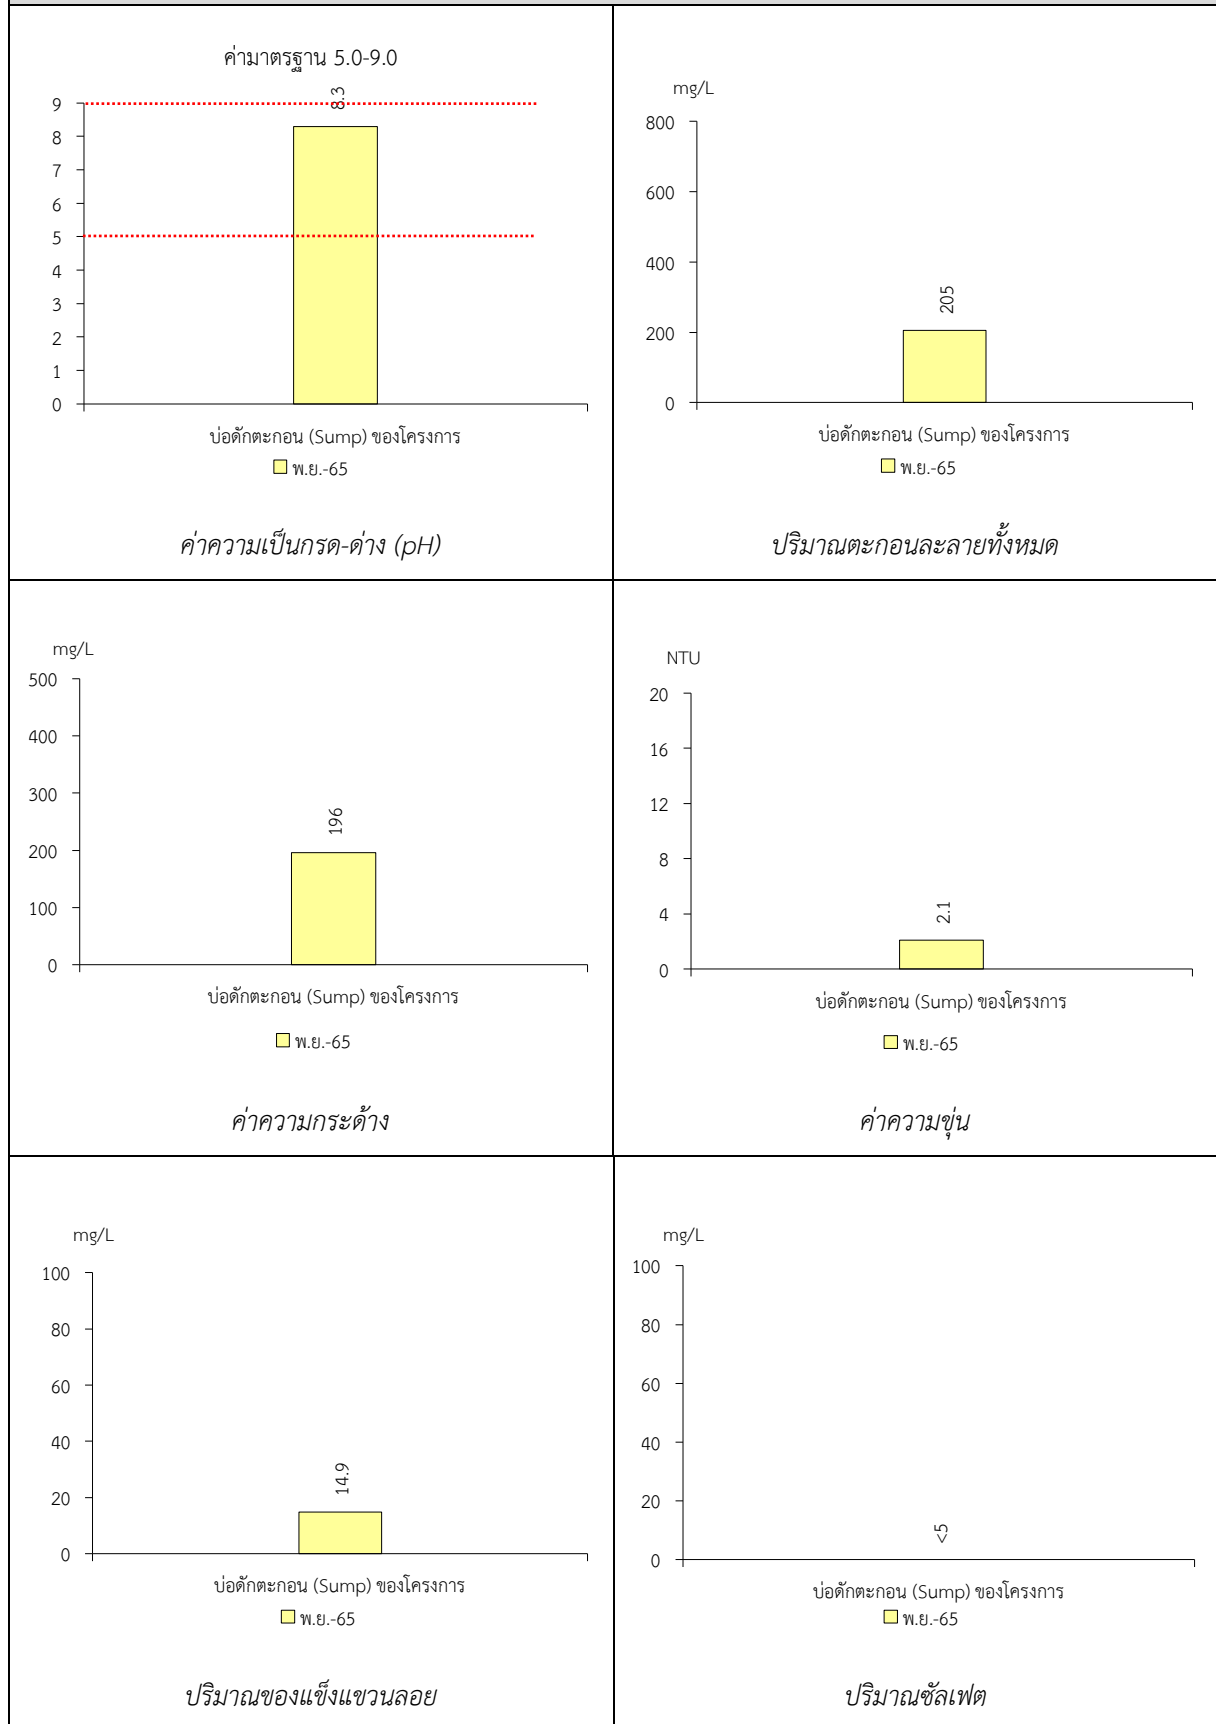 ค่ามาตรฐาน 5.0-9.0
8.3
9
8
7
6
5
4
3
2
1
0
บ่อดักตะกอน (Sump) ของโครงการ
พ.ย.-65
ค่าความเป็นกรด-ด่าง (pH)
mg/L
800
600
400
200
0
205
บ่อดักตะกอน (Sump) ของโครงการ
พ.ย.-65
ปริมาณตะกอนละลายทั้งหมด
mg/L
500
400
300
200
100
0
196
บ่อดักตะกอน (Sump) ของโครงการ
พ.ย.-65
ค่าความกระด้าง
NTU
20
16
12
8
4
0
2.1
บ่อดักตะกอน (Sump) ของโครงการ
พ.ย.-65
ค่าความขุ่น
mg/L
100
80
60
40
20
0
14.9
บ่อดักตะกอน (Sump) ของโครงการ
พ.ย.-65
ปริมาณของแข็งแขวนลอย
mg/L
100
80
60
40
20
0
<5
บ่อดักตะกอน (Sump) ของโครงการ
พ.ย.-65
ปริมาณซัลเฟต